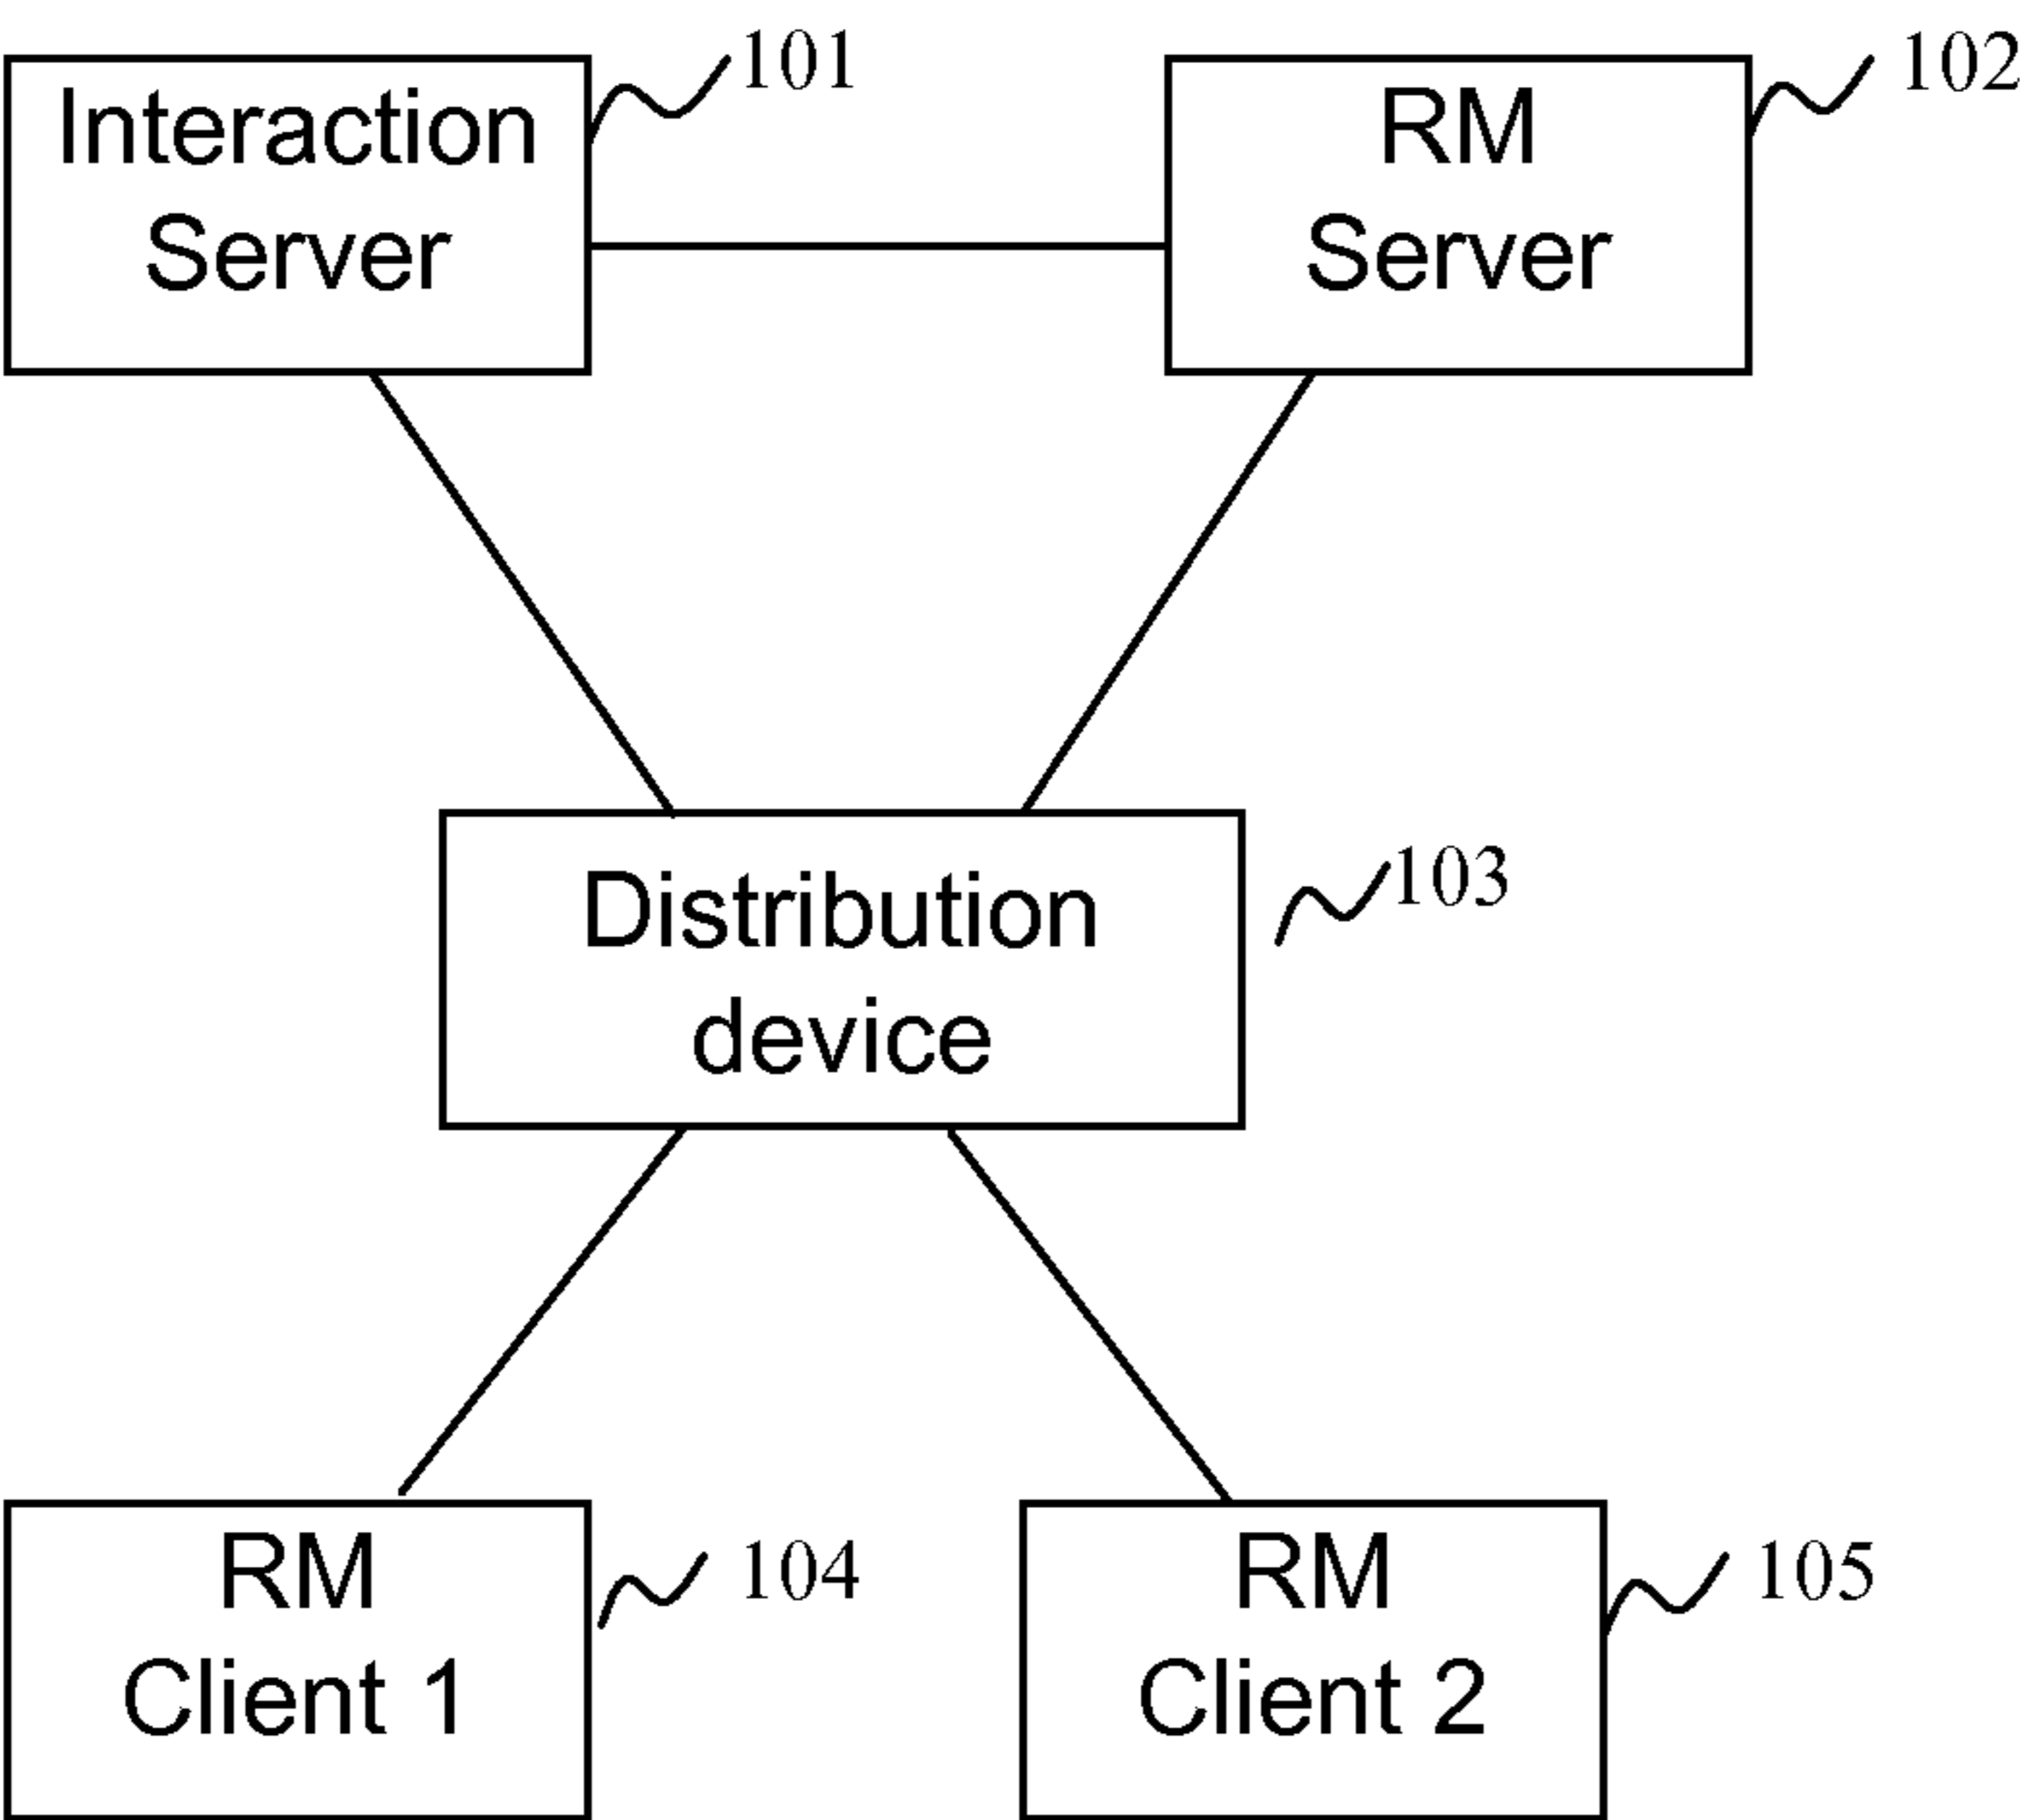 Interaction
Server
101
RM
Server
102
Distribution
device
103
RM
Client 1
104
RM
Client 2
105